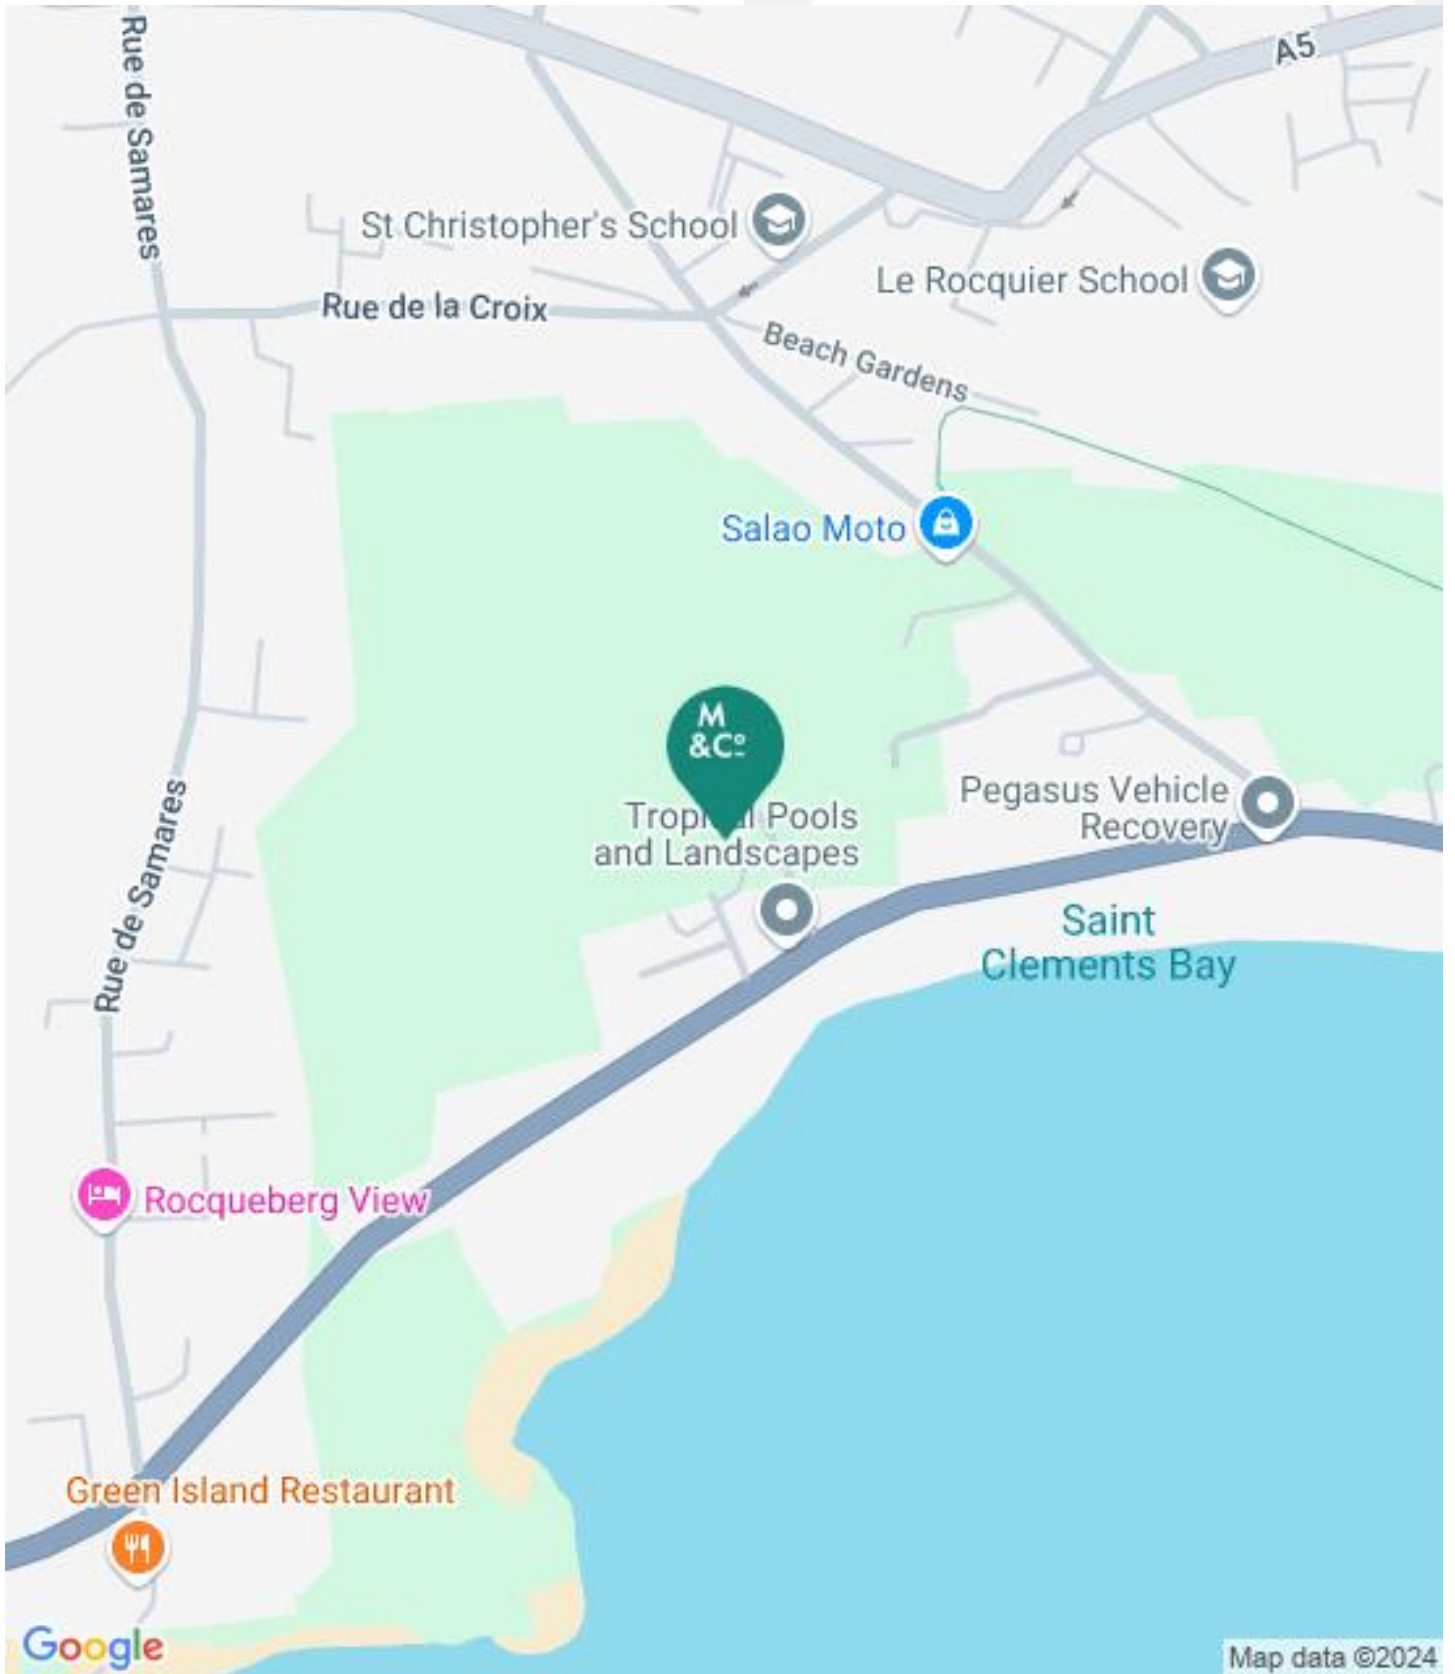 Rue de Samares
A5
St Christopher's School
Le Rocquier School
Rue de la Croix
Beach Gardens
Salao Moto
M
&Cº
Tropical Pools
and Landscapes
Pegasus Vehicle
Recovery
Rue de Samares
Saint
Clements Bay
Rocqueberg View
Green Island Restaurant
Google
Map data ©2024